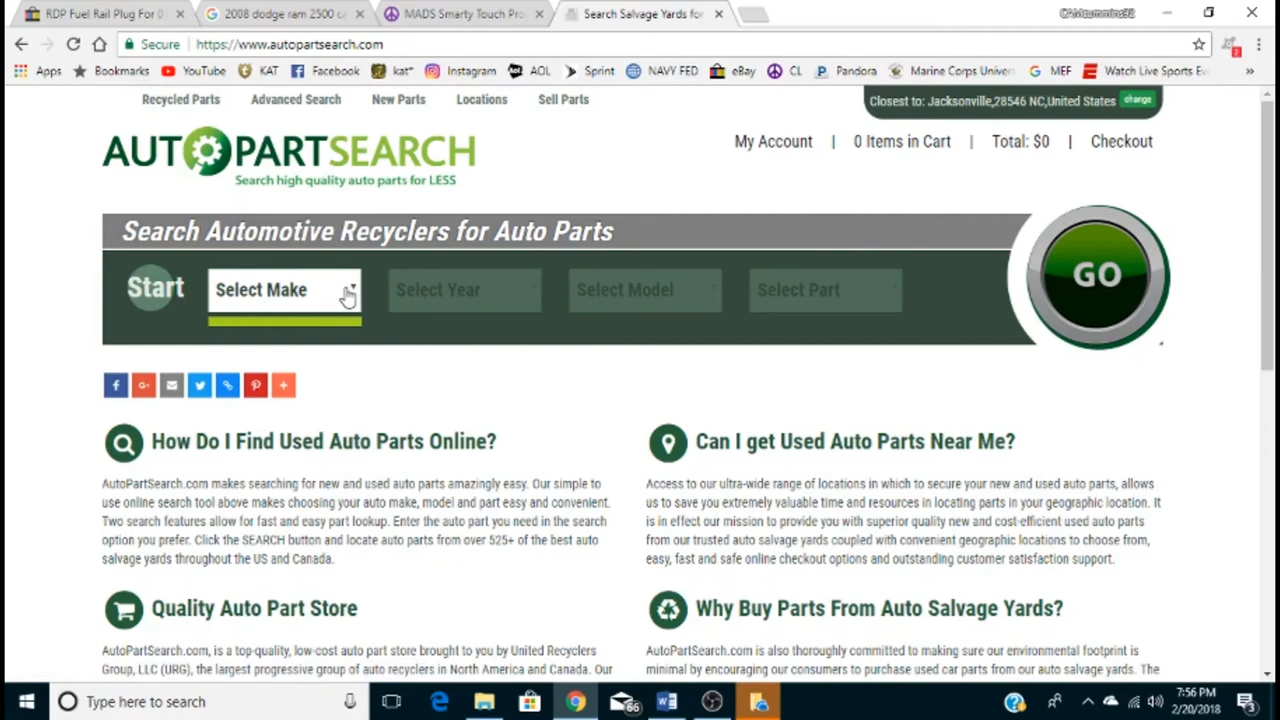 RDP Fuel Rail Plug For 0
2008 dodge ram 2500 ca
MADS Smarty Touch Pro
Search Salvage Yards for
CAMcummins92
Secure
https://www.autopartsearch.com
2
Apps
Bookmarks
YouTube
KAT
Facebook
kat*
Instagram
AOL
Sprint
NAVY FED
eBay
CL
Pandora
Marine Corps Univer
MEF
Watch Live Sports Ev
»
Recycled Parts
Advanced Search
New Parts
Locations
Sell Parts
Closest to: Jacksonville,28546 NC,United States
change
AUTOPARTSEARCH
Search high quality auto parts for LESS
My Account | 0 Items in Cart | Total: $0 | Checkout
Search Automotive Recyclers for Auto Parts
Start
Select Make
Select Year
Select Model
Select Part
GO
How Do I Find Used Auto Parts Online?
AutoPartSearch.com makes searching for new and used auto parts amazingly easy. Our simple to
use online search tool above makes choosing your auto make, model and part easy and convenient.
Two search features allow for fast and easy part lookup. Enter the auto part you need in the search
option you prefer. Click the SEARCH button and locate auto parts from over 525+ of the best auto
salvage yards throughout the US and Canada.
Can I get Used Auto Parts Near Me?
Access to our ultra-wide range of locations in which to secure your new and used auto parts, allows
us to save you extremely valuable time and resources in locating parts in your geographic location. It
is in effect our mission to provide you with superior quality new and cost-efficient used auto parts
from our trusted auto salvage yards coupled with convenient geographic locations to choose from,
easy, fast and safe online checkout options and outstanding customer satisfaction support.
Quality Auto Part Store
AutoPartSearch.com, is a top-quality, low-cost auto part store brought to you by United Recyclers
Group, LLC (URG), the largest progressive group of auto recyclers in North America and Canada. Our
Why Buy Parts From Auto Salvage Yards?
AutoPartSearch.com is also thoroughly committed to making sure our environmental footprint is
minimal by encouraging our consumers to purchase used car parts from our auto salvage yards. The
Type here to search
66
7:56 PM
2/20/2018
3